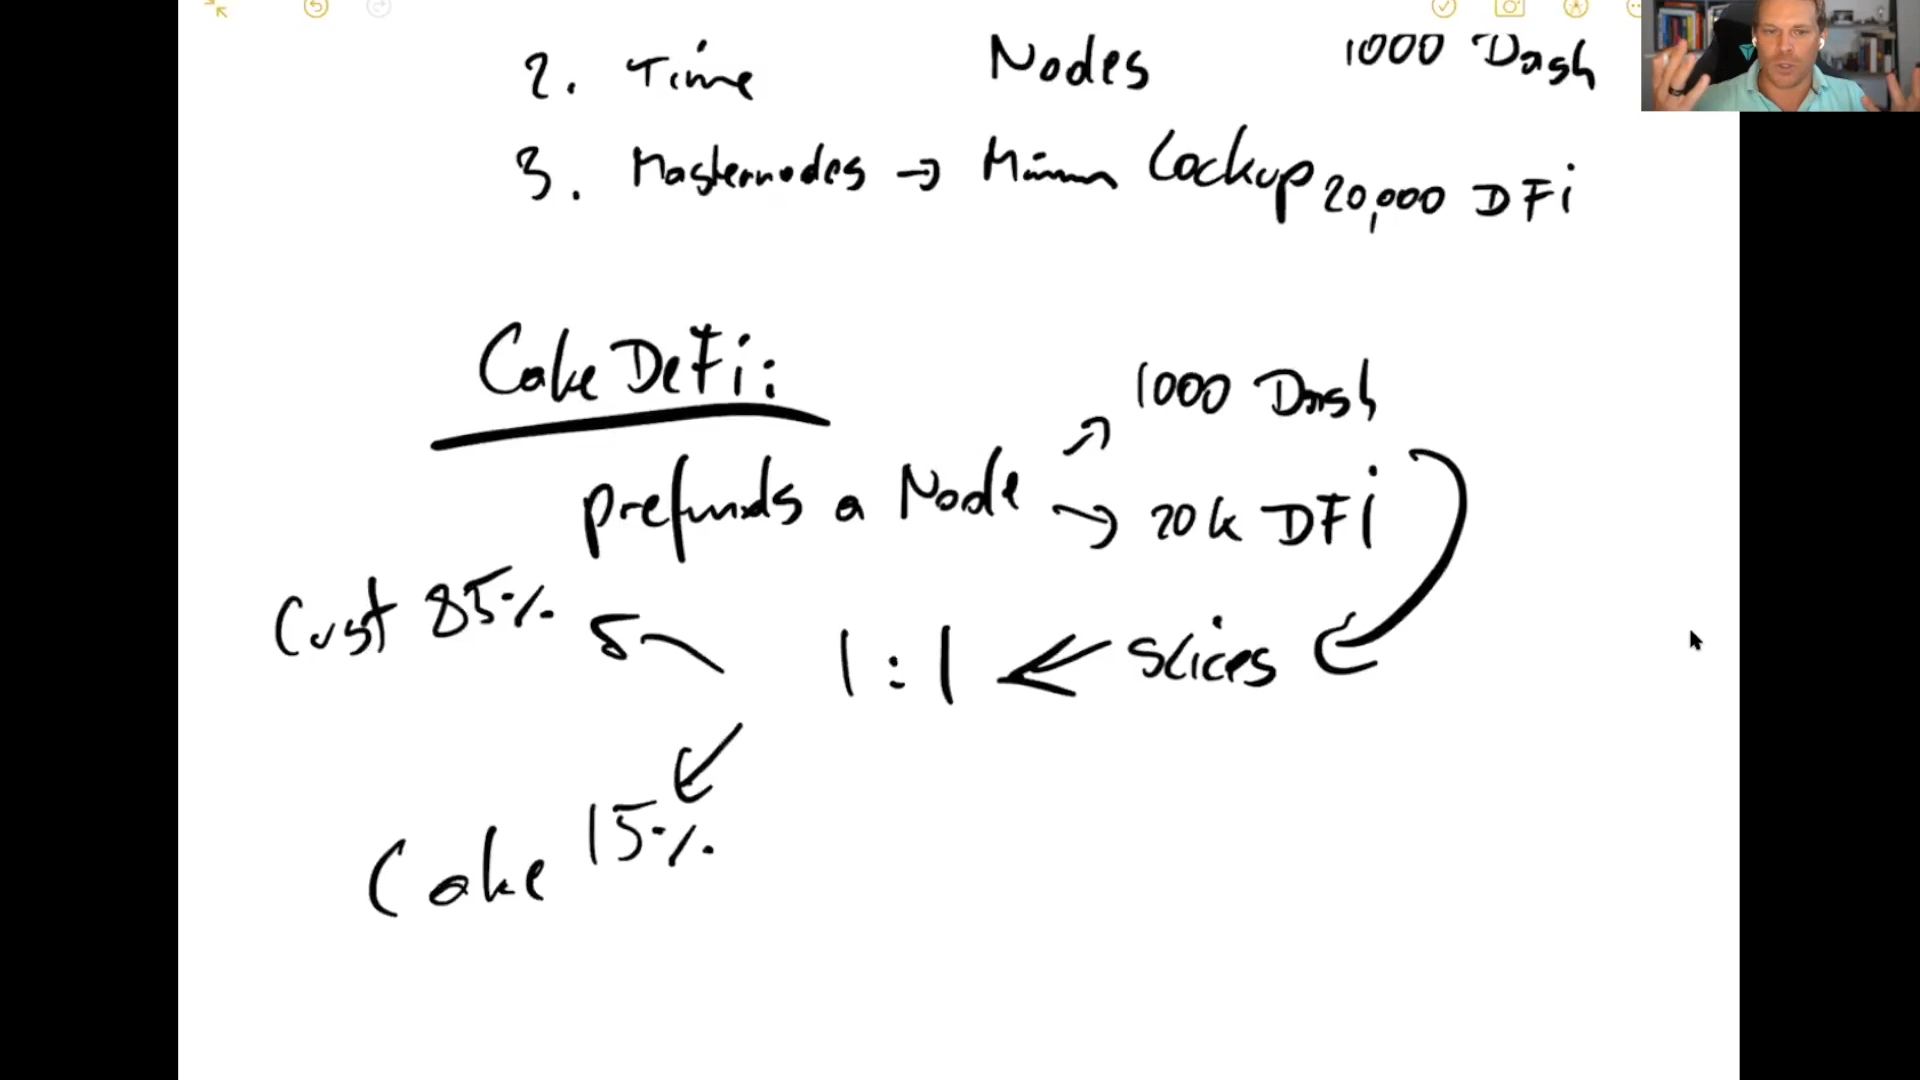 2. Time Nodes 1000 Dash
3. Masternodes → Minimum Lockup 20,000 DFi
Cake DeFi:
1000 Dash
prefunds a Node → 20k DFi
Cust 85% 1:1 ← Slices
Cake 15%